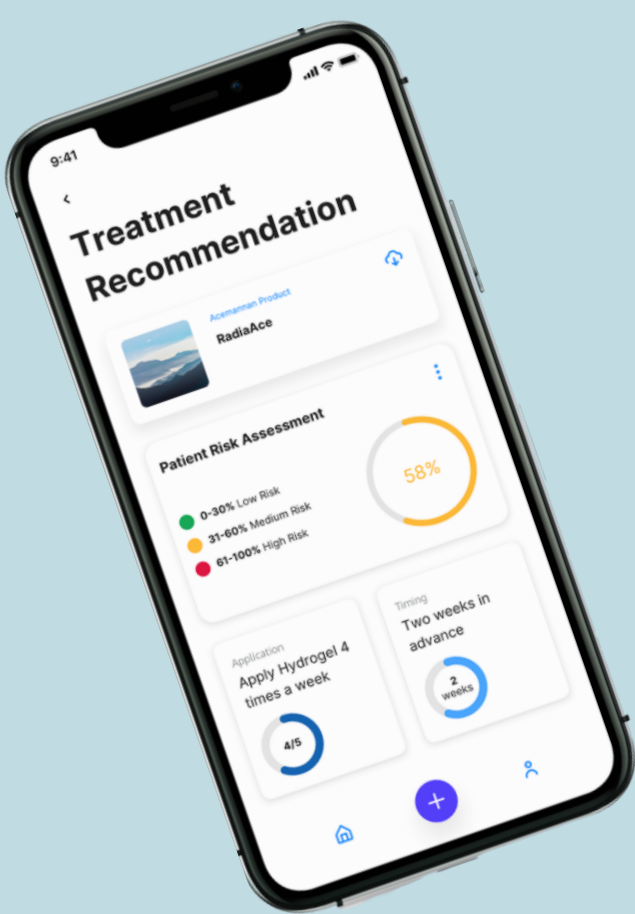 9:41
Treatment
Recommendation
Acemannan Product
RadiaAce
Patient Risk Assessment
0-30% Low Risk
31-60% Medium Risk
61-100% High Risk
58%
Application
Apply Hydrogel 4
times a week
4/5
Timing
Two weeks in
advance
2
weeks